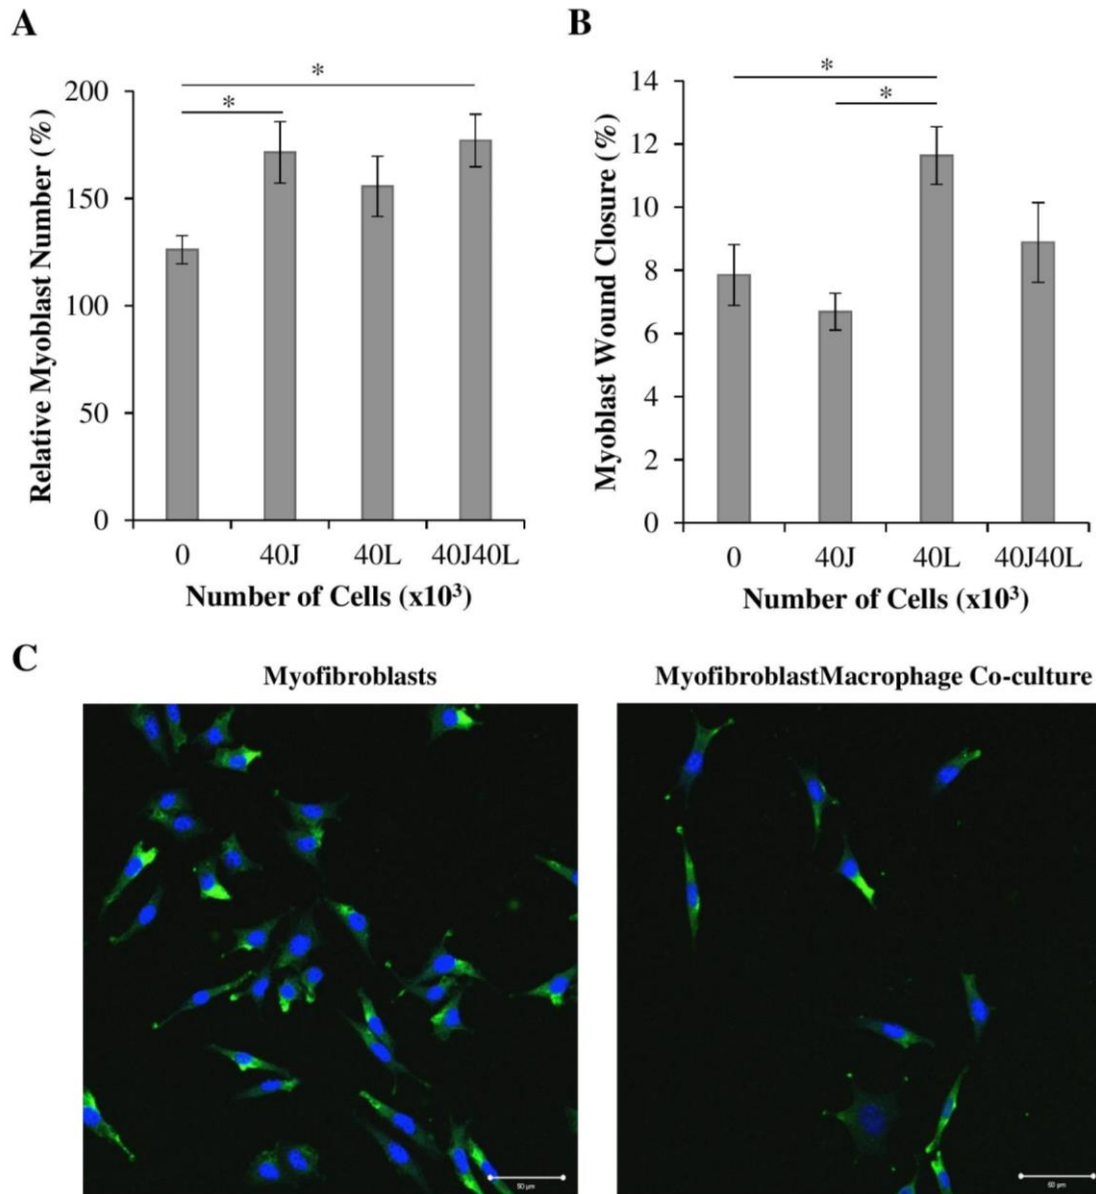 A
Relative Myoblast Number (%)
200
150
100
50
0
*
*
0 40J 40L 40J40L
Number of Cells (x10³)
B
Myoblast Wound Closure (%)
14
12
10
8
6
4
2
0
*
*
0 40J 40L 40J40L
Number of Cells (x10³)
C
Myofibroblasts
MyofibroblastMacrophage Co-culture